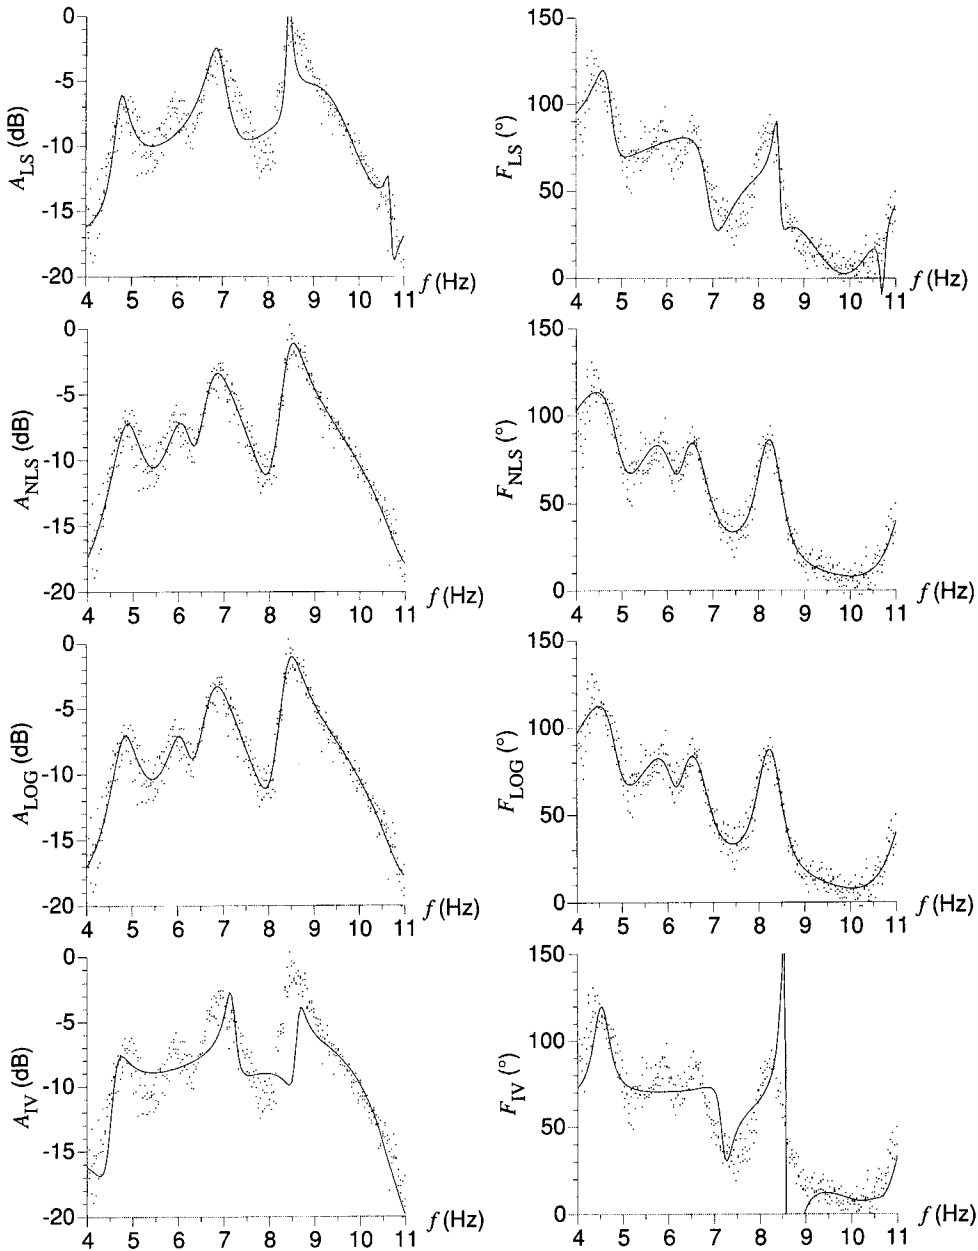 A_LS (dB)
0
-5
-10
-15
-20
4 5 6 7 8 9 10 11 f (Hz)
F_LS (°)
150
100
50
0
4 5 6 7 8 9 10 11 f (Hz)
A_NLS (dB)
0
-5
-10
-15
-20
4 5 6 7 8 9 10 11 f (Hz)
F_NLS (°)
150
100
50
0
4 5 6 7 8 9 10 11 f (Hz)
A_LOG (dB)
0
-5
-10
-15
-20
4 5 6 7 8 9 10 11 f (Hz)
F_LOG (°)
150
100
50
0
4 5 6 7 8 9 10 11 f (Hz)
A_IV (dB)
0
-5
-10
-15
-20
4 5 6 7 8 9 10 11 f (Hz)
F_IV (°)
150
100
50
0
4 5 6 7 8 9 10 11 f (Hz)